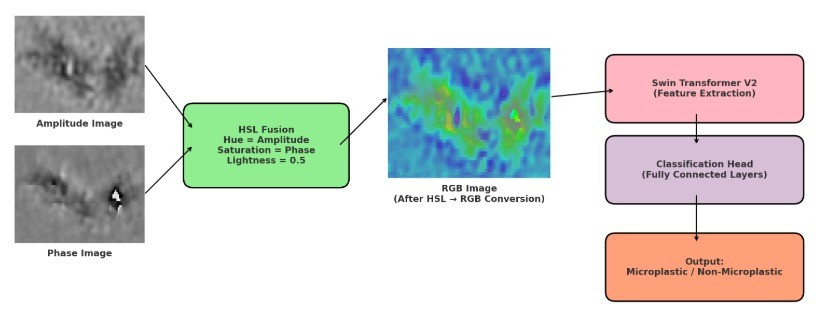 Amplitude Image
Phase Image
HSL Fusion
Hue = Amplitude
Saturation = Phase
Lightness = 0.5
RGB Image
(After HSL → RGB Conversion)
Swin Transformer V2
(Feature Extraction)
Classification Head
(Fully Connected Layers)
Output:
Microplastic / Non-Microplastic